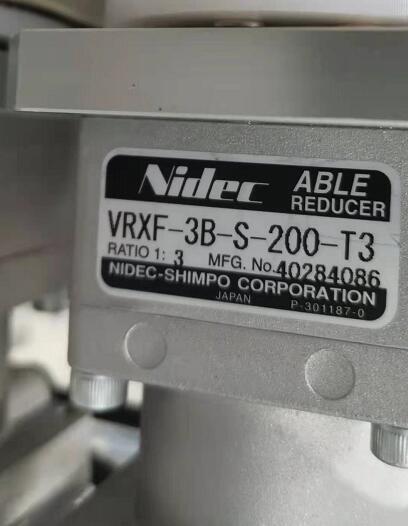 Nidec ABLE
REDUCER
VRXF-3B-S-200-T3
RATIO 1: 3 MFG. No.40284086
NIDEC-SHIMPO CORPORATION
JAPAN P-301187-0